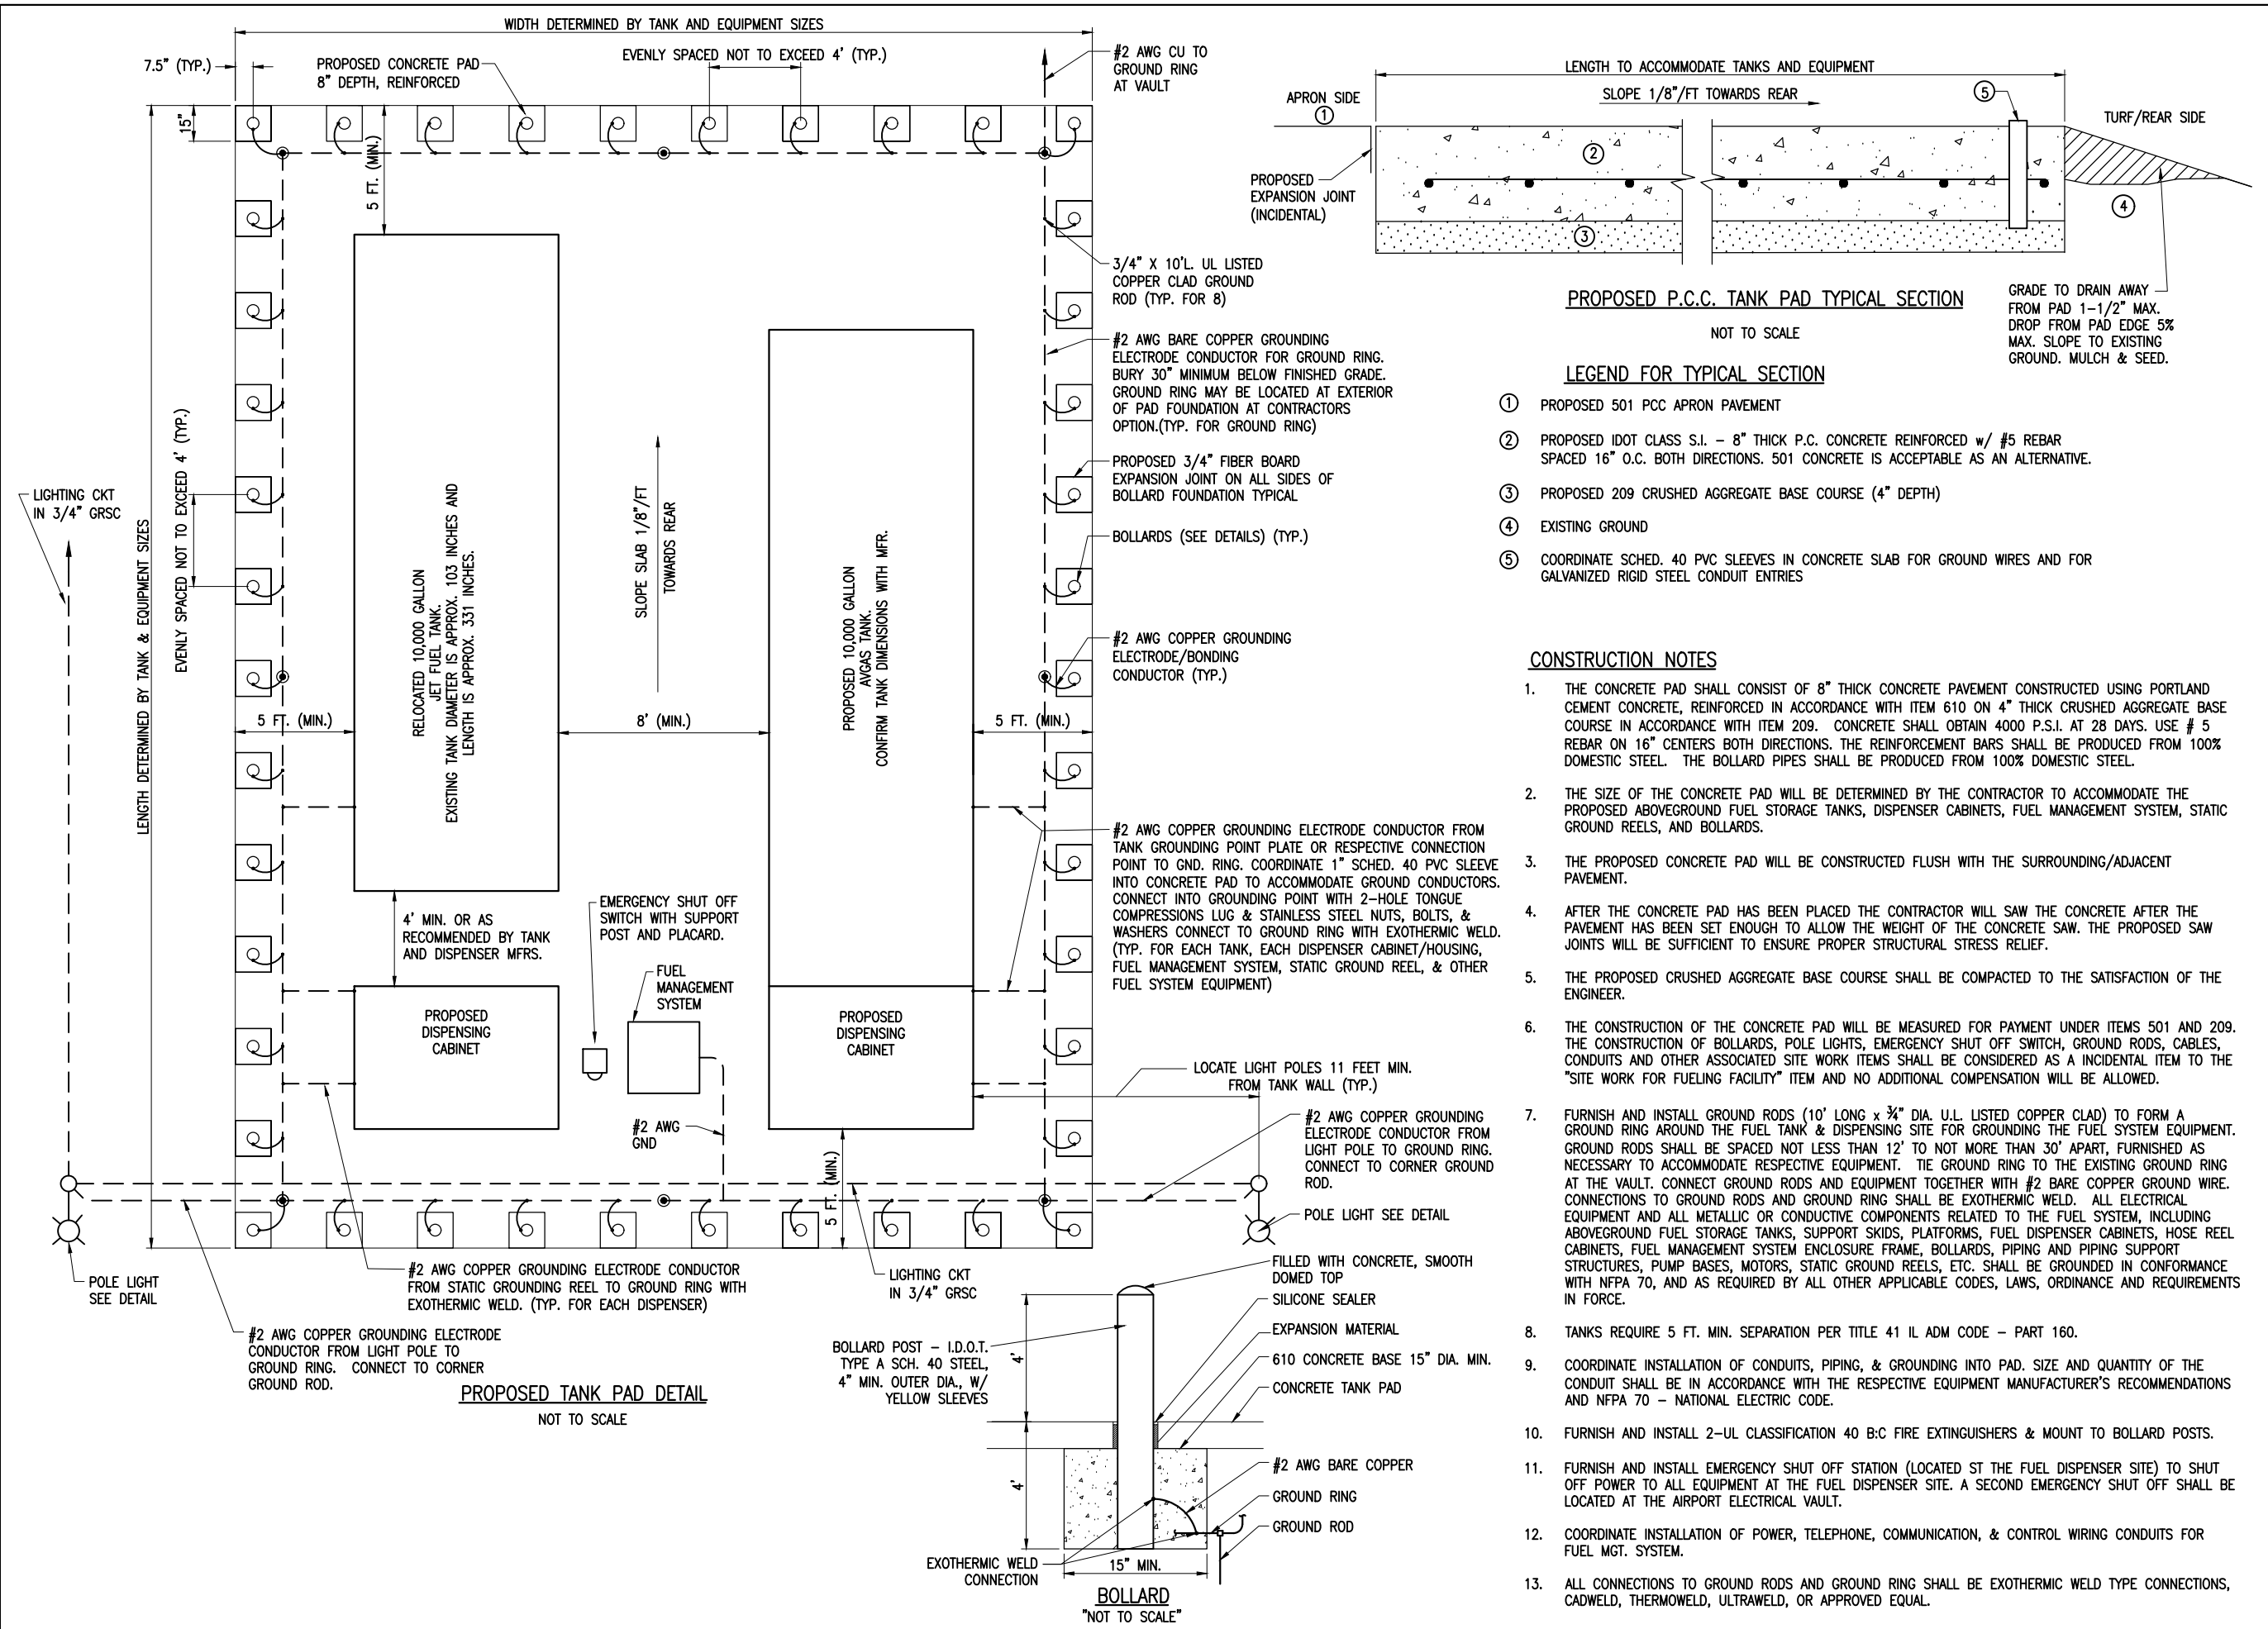 WIDTH DETERMINED BY TANK AND EQUIPMENT SIZES
7.5" (TYP.)
PROPOSED CONCRETE PAD
8" DEPTH, REINFORCED
EVENLY SPACED NOT TO EXCEED 4' (TYP.)
#2 AWG CU TO
GROUND RING
AT VAULT
15"
5 FT. (MIN.)
3/4" X 10'L. UL LISTED
COPPER CLAD GROUND
ROD (TYP. FOR 8)
#2 AWG BARE COPPER GROUNDING
ELECTRODE CONDUCTOR FOR GROUND RING.
BURY 30" MINIMUM BELOW FINISHED GRADE.
GROUND RING MAY BE LOCATED AT EXTERIOR
OF PAD FOUNDATION AT CONTRACTORS
OPTION.(TYP. FOR GROUND RING)
PROPOSED 3/4" FIBER BOARD
EXPANSION JOINT ON ALL SIDES OF
BOLLARD FOUNDATION TYPICAL
BOLLARDS (SEE DETAILS) (TYP.)
#2 AWG COPPER GROUNDING
ELECTRODE/BONDING
CONDUCTOR (TYP.)
LIGHTING CKT
IN 3/4" GRSC
LENGTH DETERMINED BY TANK & EQUIPMENT SIZES
EVENLY SPACED NOT TO EXCEED 4' (TYP.)
RELOCATED 10,000 GALLON
JET FUEL TANK.
EXISTING TANK DIAMETER IS APPROX. 103 INCHES AND
LENGTH IS APPROX. 331 INCHES.
SLOPE SLAB 1/8"/FT
TOWARDS REAR
PROPOSED 10,000 GALLON
AVGAS TANK.
CONFIRM TANK DIMENSIONS WITH MFR.
5 FT. (MIN.)
8' (MIN.)
5 FT. (MIN.)
#2 AWG COPPER GROUNDING ELECTRODE CONDUCTOR FROM
TANK GROUNDING POINT PLATE OR RESPECTIVE CONNECTION
POINT TO GND. RING. COORDINATE 1" SCHED. 40 PVC SLEEVE
INTO CONCRETE PAD TO ACCOMMODATE GROUND CONDUCTORS.
CONNECT INTO GROUNDING POINT WITH 2-HOLE TONGUE
COMPRESSIONS LUG & STAINLESS STEEL NUTS, BOLTS, &
WASHERS CONNECT TO GROUND RING WITH EXOTHERMIC WELD.
(TYP. FOR EACH TANK, EACH DISPENSER CABINET/HOUSING,
FUEL MANAGEMENT SYSTEM, STATIC GROUND REEL, & OTHER
FUEL SYSTEM EQUIPMENT)
4' MIN. OR AS
RECOMMENDED BY TANK
AND DISPENSER MFRS.
EMERGENCY SHUT OFF
SWITCH WITH SUPPORT
POST AND PLACARD.
FUEL
MANAGEMENT
SYSTEM
PROPOSED
DISPENSING
CABINET
PROPOSED
DISPENSING
CABINET
#2 AWG
GND
5 FT. (MIN.)
LOCATE LIGHT POLES 11 FEET MIN.
FROM TANK WALL (TYP.)
#2 AWG COPPER GROUNDING
ELECTRODE CONDUCTOR FROM
LIGHT POLE TO GROUND RING.
CONNECT TO CORNER GROUND
ROD.
POLE LIGHT SEE DETAIL
POLE LIGHT
SEE DETAIL
#2 AWG COPPER GROUNDING ELECTRODE CONDUCTOR
FROM STATIC GROUNDING REEL TO GROUND RING WITH
EXOTHERMIC WELD. (TYP. FOR EACH DISPENSER)
LIGHTING CKT
IN 3/4" GRSC
#2 AWG COPPER GROUNDING ELECTRODE
CONDUCTOR FROM LIGHT POLE TO
GROUND RING. CONNECT TO CORNER
GROUND ROD.
PROPOSED TANK PAD DETAIL
NOT TO SCALE
FILLED WITH CONCRETE, SMOOTH
DOMED TOP
SILICONE SEALER
EXPANSION MATERIAL
610 CONCRETE BASE 15" DIA. MIN.
CONCRETE TANK PAD
BOLLARD POST - I.D.O.T.
TYPE A SCH. 40 STEEL,
4" MIN. OUTER DIA., W/
YELLOW SLEEVES
4'
4'
#2 AWG BARE COPPER
GROUND RING
GROUND ROD
EXOTHERMIC WELD
CONNECTION
15" MIN.
BOLLARD
"NOT TO SCALE"
LENGTH TO ACCOMMODATE TANKS AND EQUIPMENT
SLOPE 1/8"/FT TOWARDS REAR
APRON SIDE
1
5
TURF/REAR SIDE
2
PROPOSED
EXPANSION JOINT
(INCIDENTAL)
3
4
PROPOSED P.C.C. TANK PAD TYPICAL SECTION
NOT TO SCALE
GRADE TO DRAIN AWAY
FROM PAD 1-1/2" MAX.
DROP FROM PAD EDGE 5%
MAX. SLOPE TO EXISTING
GROUND. MULCH & SEED.
LEGEND FOR TYPICAL SECTION
1 PROPOSED 501 PCC APRON PAVEMENT
2 PROPOSED IDOT CLASS S.I. - 8" THICK P.C. CONCRETE REINFORCED w/ #5 REBAR
SPACED 16" O.C. BOTH DIRECTIONS. 501 CONCRETE IS ACCEPTABLE AS AN ALTERNATIVE.
3 PROPOSED 209 CRUSHED AGGREGATE BASE COURSE (4" DEPTH)
4 EXISTING GROUND
5 COORDINATE SCHED. 40 PVC SLEEVES IN CONCRETE SLAB FOR GROUND WIRES AND FOR
GALVANIZED RIGID STEEL CONDUIT ENTRIES
CONSTRUCTION NOTES
1. THE CONCRETE PAD SHALL CONSIST OF 8" THICK CONCRETE PAVEMENT CONSTRUCTED USING PORTLAND
CEMENT CONCRETE, REINFORCED IN ACCORDANCE WITH ITEM 610 ON 4" THICK CRUSHED AGGREGATE BASE
COURSE IN ACCORDANCE WITH ITEM 209. CONCRETE SHALL OBTAIN 4000 P.S.I. AT 28 DAYS. USE # 5
REBAR ON 16" CENTERS BOTH DIRECTIONS. THE REINFORCEMENT BARS SHALL BE PRODUCED FROM 100%
DOMESTIC STEEL. THE BOLLARD PIPES SHALL BE PRODUCED FROM 100% DOMESTIC STEEL.
2. THE SIZE OF THE CONCRETE PAD WILL BE DETERMINED BY THE CONTRACTOR TO ACCOMMODATE THE
PROPOSED ABOVEGROUND FUEL STORAGE TANKS, DISPENSER CABINETS, FUEL MANAGEMENT SYSTEM, STATIC
GROUND REELS, AND BOLLARDS.
3. THE PROPOSED CONCRETE PAD WILL BE CONSTRUCTED FLUSH WITH THE SURROUNDING/ADJACENT
PAVEMENT.
4. AFTER THE CONCRETE PAD HAS BEEN PLACED THE CONTRACTOR WILL SAW THE CONCRETE AFTER THE
PAVEMENT HAS BEEN SET ENOUGH TO ALLOW THE WEIGHT OF THE CONCRETE SAW. THE PROPOSED SAW
JOINTS WILL BE SUFFICIENT TO ENSURE PROPER STRUCTURAL STRESS RELIEF.
5. THE PROPOSED CRUSHED AGGREGATE BASE COURSE SHALL BE COMPACTED TO THE SATISFACTION OF THE
ENGINEER.
6. THE CONSTRUCTION OF THE CONCRETE PAD WILL BE MEASURED FOR PAYMENT UNDER ITEMS 501 AND 209.
THE CONSTRUCTION OF BOLLARDS, POLE LIGHTS, EMERGENCY SHUT OFF SWITCH, GROUND RODS, CABLES,
CONDUITS AND OTHER ASSOCIATED SITE WORK ITEMS SHALL BE CONSIDERED AS A INCIDENTAL ITEM TO THE
"SITE WORK FOR FUELING FACILITY" ITEM AND NO ADDITIONAL COMPENSATION WILL BE ALLOWED.
7. FURNISH AND INSTALL GROUND RODS (10' LONG x ¾" DIA. U.L. LISTED COPPER CLAD) TO FORM A
GROUND RING AROUND THE FUEL TANK & DISPENSING SITE FOR GROUNDING THE FUEL SYSTEM EQUIPMENT.
GROUND RODS SHALL BE SPACED NOT LESS THAN 12' TO NOT MORE THAN 30' APART, FURNISHED AS
NECESSARY TO ACCOMMODATE RESPECTIVE EQUIPMENT. TIE GROUND RING TO THE EXISTING GROUND RING
AT THE VAULT. CONNECT GROUND RODS AND EQUIPMENT TOGETHER WITH #2 BARE COPPER GROUND WIRE.
CONNECTIONS TO GROUND RODS AND GROUND RING SHALL BE EXOTHERMIC WELD. ALL ELECTRICAL
EQUIPMENT AND ALL METALLIC OR CONDUCTIVE COMPONENTS RELATED TO THE FUEL SYSTEM, INCLUDING
ABOVEGROUND FUEL STORAGE TANKS, SUPPORT SKIDS, PLATFORMS, FUEL DISPENSER CABINETS, HOSE REEL
CABINETS, FUEL MANAGEMENT SYSTEM ENCLOSURE FRAME, BOLLARDS, PIPING AND PIPING SUPPORT
STRUCTURES, PUMP BASES, MOTORS, STATIC GROUND REELS, ETC. SHALL BE GROUNDED IN CONFORMANCE
WITH NFPA 70, AND AS REQUIRED BY ALL OTHER APPLICABLE CODES, LAWS, ORDINANCE AND REQUIREMENTS
IN FORCE.
8. TANKS REQUIRE 5 FT. MIN. SEPARATION PER TITLE 41 IL ADM CODE - PART 160.
9. COORDINATE INSTALLATION OF CONDUITS, PIPING, & GROUNDING INTO PAD. SIZE AND QUANTITY OF THE
CONDUIT SHALL BE IN ACCORDANCE WITH THE RESPECTIVE EQUIPMENT MANUFACTURER'S RECOMMENDATIONS
AND NFPA 70 - NATIONAL ELECTRIC CODE.
10. FURNISH AND INSTALL 2-UL CLASSIFICATION 40 B:C FIRE EXTINGUISHERS & MOUNT TO BOLLARD POSTS.
11. FURNISH AND INSTALL EMERGENCY SHUT OFF STATION (LOCATED ST THE FUEL DISPENSER SITE) TO SHUT
OFF POWER TO ALL EQUIPMENT AT THE FUEL DISPENSER SITE. A SECOND EMERGENCY SHUT OFF SHALL BE
LOCATED AT THE AIRPORT ELECTRICAL VAULT.
12. COORDINATE INSTALLATION OF POWER, TELEPHONE, COMMUNICATION, & CONTROL WIRING CONDUITS FOR
FUEL MGT. SYSTEM.
13. ALL CONNECTIONS TO GROUND RODS AND GROUND RING SHALL BE EXOTHERMIC WELD TYPE CONNECTIONS,
CADWELD, THERMOWELD, ULTRAWELD, OR APPROVED EQUAL.